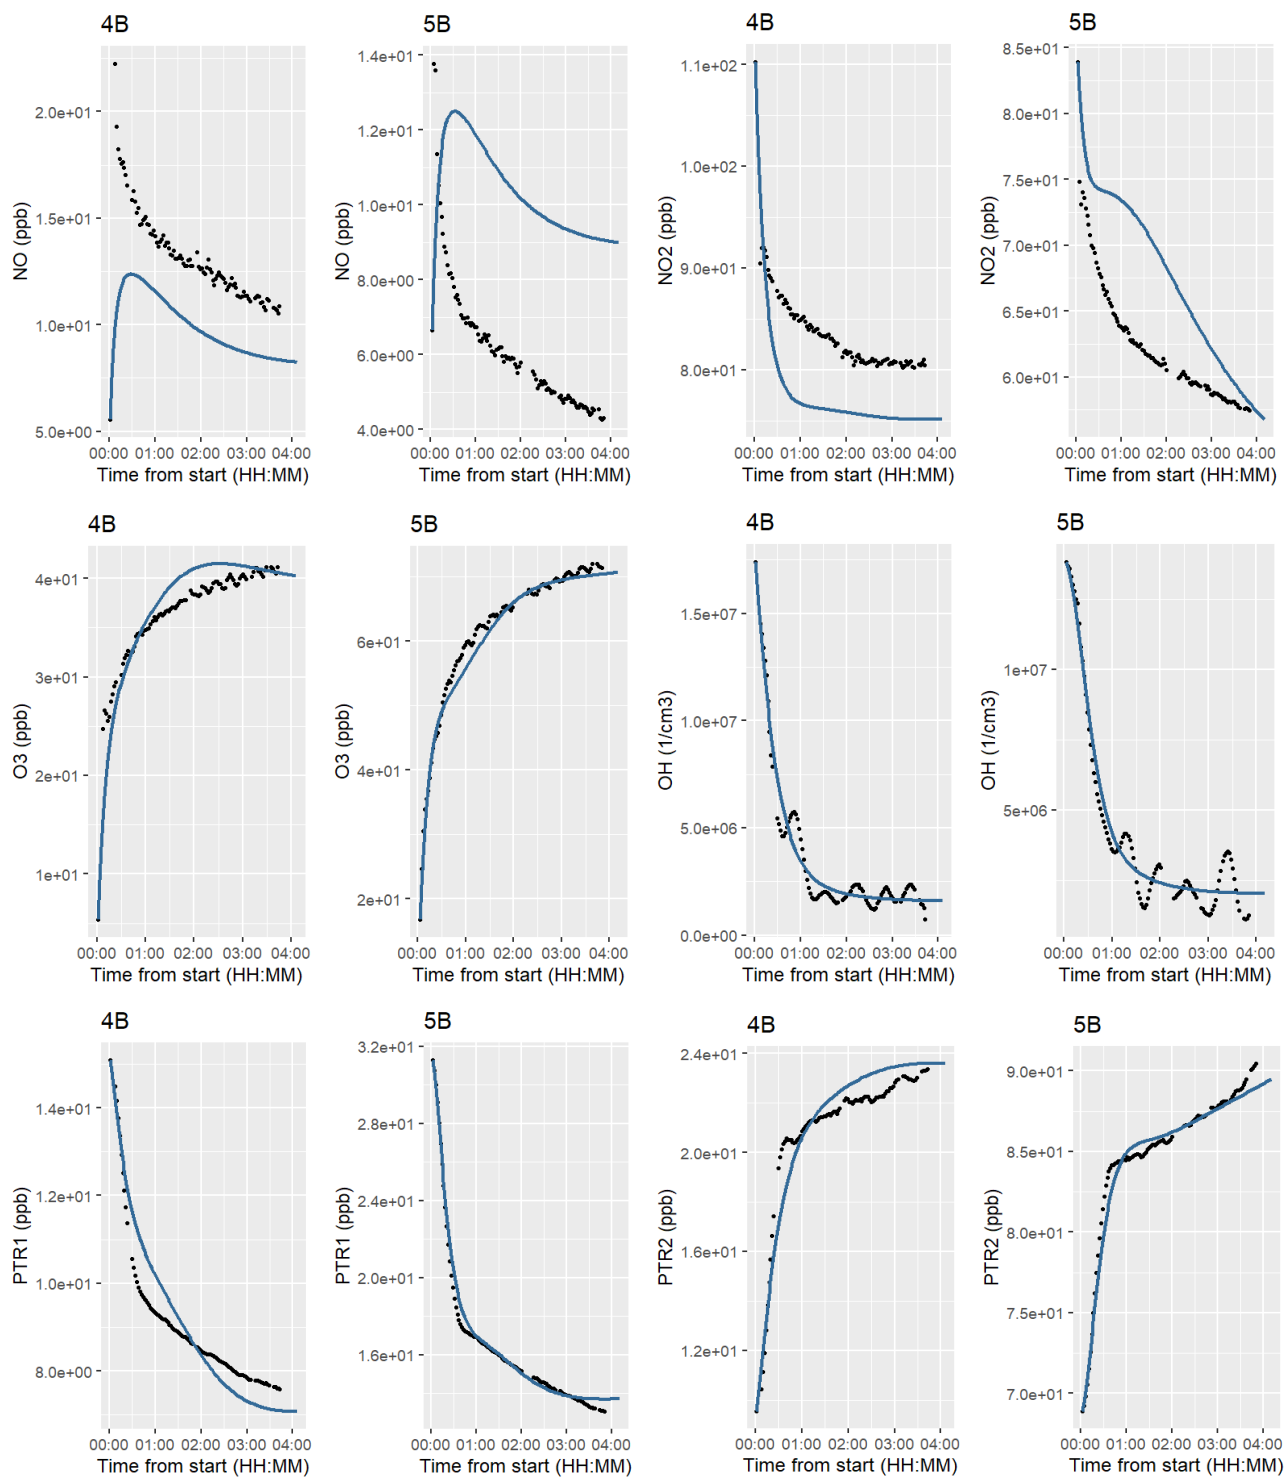 4B
NO (ppb)
2.0e+01
1.5e+01
1.0e+01
5.0e+00
00:00 01:00 02:00 03:00 04:00
Time from start (HH:MM)
5B
NO (ppb)
1.4e+01
1.2e+01
1.0e+01
8.0e+00
6.0e+00
4.0e+00
00:00 01:00 02:00 03:00 04:00
Time from start (HH:MM)
4B
NO2 (ppb)
1.1e+02
1.0e+02
9.0e+01
8.0e+01
00:00 01:00 02:00 03:00 04:00
Time from start (HH:MM)
5B
NO2 (ppb)
8.5e+01
8.0e+01
7.5e+01
7.0e+01
6.5e+01
6.0e+01
00:00 01:00 02:00 03:00 04:00
Time from start (HH:MM)
4B
O3 (ppb)
4e+01
3e+01
2e+01
1e+01
00:00 01:00 02:00 03:00 04:00
Time from start (HH:MM)
5B
O3 (ppb)
6e+01
4e+01
2e+01
00:00 01:00 02:00 03:00 04:00
Time from start (HH:MM)
4B
OH (1/cm3)
1.5e+07
1.0e+07
5.0e+06
0.0e+00
00:00 01:00 02:00 03:00 04:00
Time from start (HH:MM)
5B
OH (1/cm3)
1e+07
5e+06
00:00 01:00 02:00 03:00 04:00
Time from start (HH:MM)
4B
PTR1 (ppb)
1.4e+01
1.2e+01
1.0e+01
8.0e+00
00:00 01:00 02:00 03:00 04:00
Time from start (HH:MM)
5B
PTR1 (ppb)
3.2e+01
2.8e+01
2.4e+01
2.0e+01
1.6e+01
00:00 01:00 02:00 03:00 04:00
Time from start (HH:MM)
4B
PTR2 (ppb)
2.4e+01
2.0e+01
1.6e+01
1.2e+01
00:00 01:00 02:00 03:00 04:00
Time from start (HH:MM)
5B
PTR2 (ppb)
9.0e+01
8.5e+01
8.0e+01
7.5e+01
7.0e+01
00:00 01:00 02:00 03:00 04:00
Time from start (HH:MM)